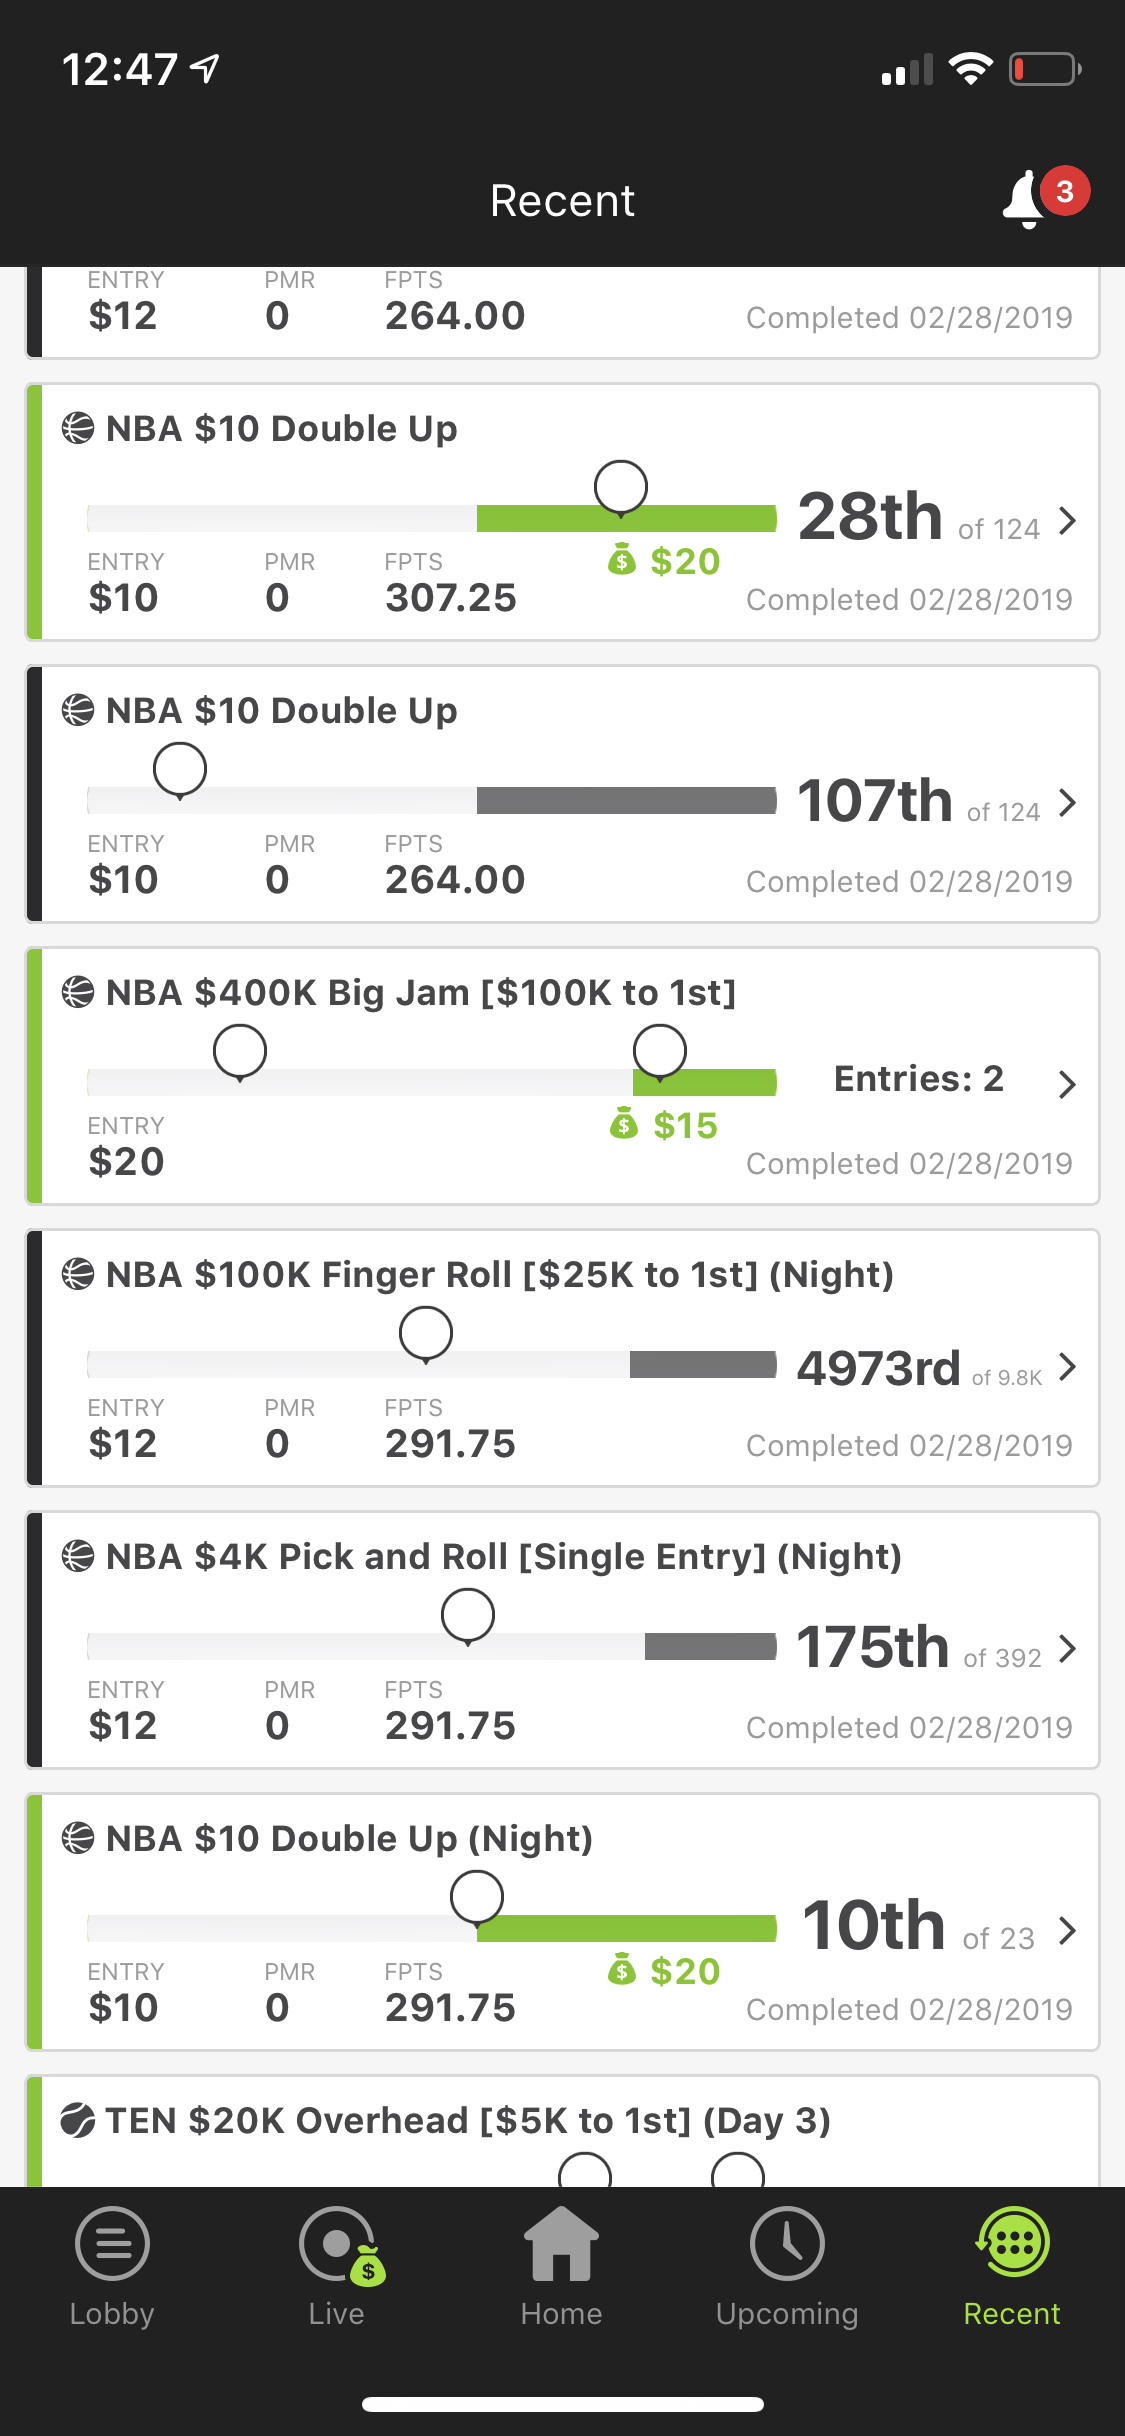 12:47
Recent
3
ENTRY PMR FPTS
$12 0 264.00 Completed 02/28/2019
NBA $10 Double Up
28th of 124
$20
ENTRY PMR FPTS
$10 0 307.25 Completed 02/28/2019
NBA $10 Double Up
107th of 124
ENTRY PMR FPTS
$10 0 264.00 Completed 02/28/2019
NBA $400K Big Jam [$100K to 1st]
Entries: 2
ENTRY $15
$20 Completed 02/28/2019
NBA $100K Finger Roll [$25K to 1st] (Night)
4973rd of 9.8K
ENTRY PMR FPTS
$12 0 291.75 Completed 02/28/2019
NBA $4K Pick and Roll [Single Entry] (Night)
175th of 392
ENTRY PMR FPTS
$12 0 291.75 Completed 02/28/2019
NBA $10 Double Up (Night)
10th of 23
ENTRY PMR FPTS $20
$10 0 291.75 Completed 02/28/2019
TEN $20K Overhead [$5K to 1st] (Day 3)
Lobby Live Home Upcoming Recent